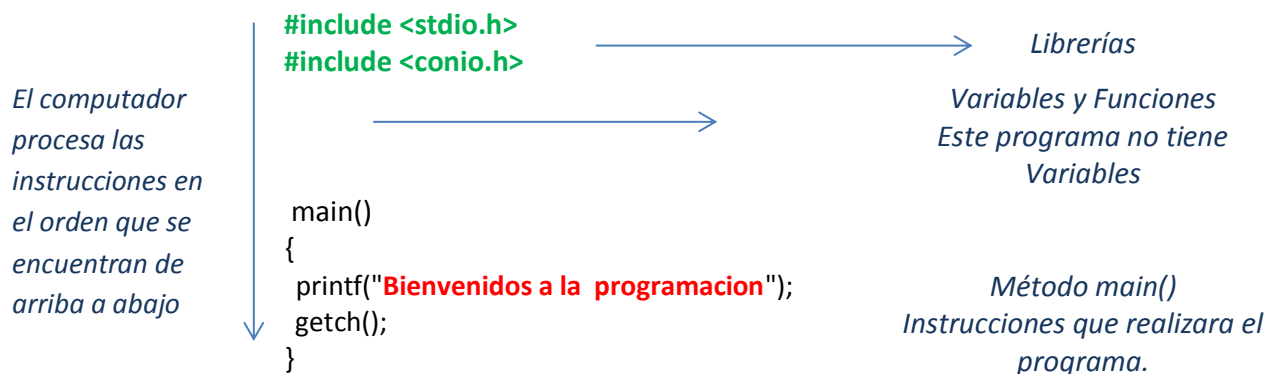 #include <stdio.h>
#include <conio.h>
Librerías
El computador
procesa las
instrucciones en
el orden que se
encuentran de
arriba a abajo
Variables y Funciones
Este programa no tiene
Variables
main()
{
printf("Bienvenidos a la  programacion");
getch();
}
Método main()
Instrucciones que realizara el
programa.